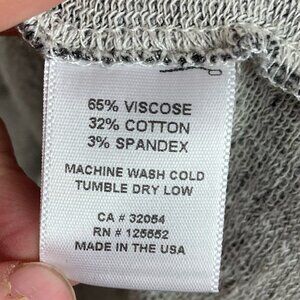 65% VISCOSE
32% COTTON
3% SPANDEX
MACHINE WASH COLD
TUMBLE DRY LOW
CA # 32054
RN # 125552
MADE IN THE USA